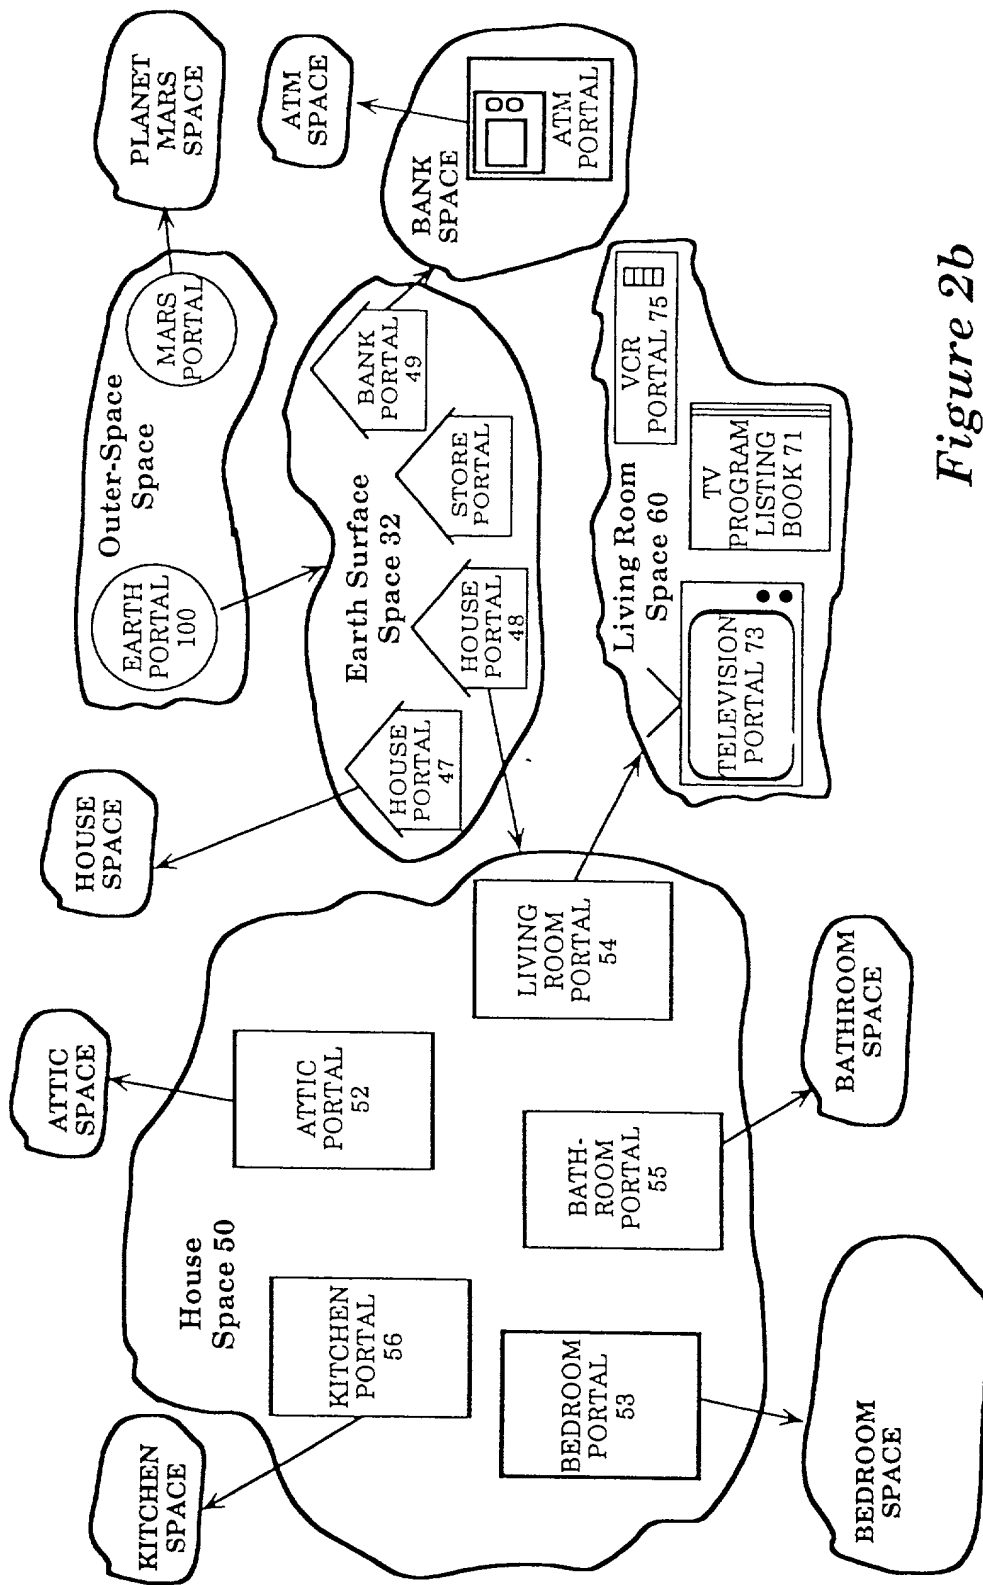 KITCHEN
SPACE
ATTIC
SPACE
HOUSE
SPACE
PLANET
MARS
SPACE
Outer-Space
Space
EARTH
PORTAL
100
MARS
PORTAL
ATM
SPACE
House
Space 50
KITCHEN
PORTAL
56
ATTIC
PORTAL
52
BEDROOM
PORTAL
53
BATH-
ROOM
PORTAL
55
LIVING
ROOM
PORTAL
54
Earth Surface
Space 32
HOUSE
PORTAL
47
HOUSE
PORTAL
48
STORE
PORTAL
BANK
PORTAL
49
BANK
SPACE
ATM
PORTAL
Living Room
Space 60
TELEVISION
PORTAL 73
TV
PROGRAM
LISTING
BOOK 71
VCR
PORTAL 75
BEDROOM
SPACE
BATHROOM
SPACE
Figure 2b